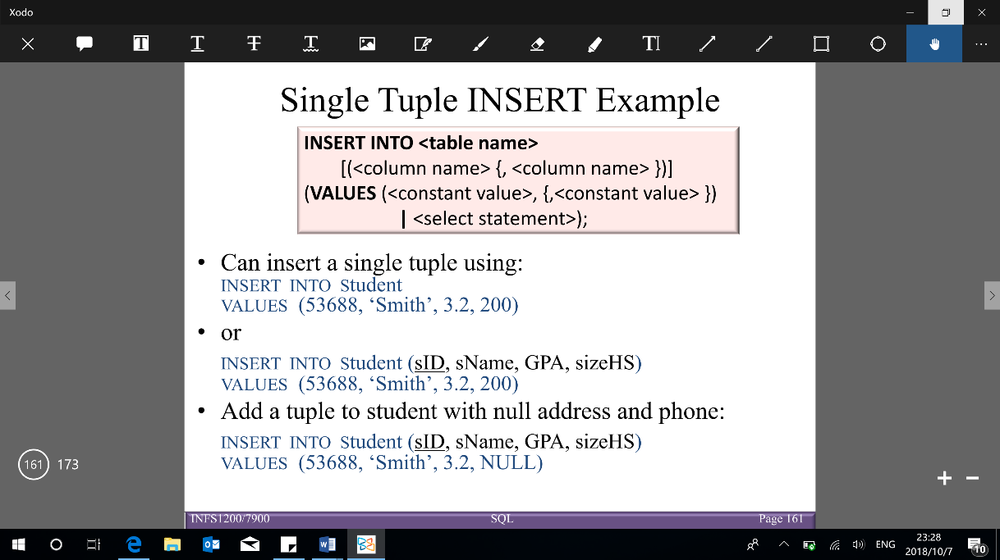 Xodo
Single Tuple INSERT Example
INSERT INTO <table name>
[(<column name> {, <column name> })]
(VALUES (<constant value>, {,<constant value> })
| <select statement>);
• Can insert a single tuple using:
INSERT INTO Student
VALUES (53688, ‘Smith’, 3.2, 200)
• or
INSERT INTO Student (sID, sName, GPA, sizeHS)
VALUES (53688, ‘Smith’, 3.2, 200)
• Add a tuple to student with null address and phone:
INSERT INTO Student (sID, sName, GPA, sizeHS)
VALUES (53688, ‘Smith’, 3.2, NULL)
161 173
INFS1200/7900 SQL Page 161
ENG
23:28
2018/10/7
10